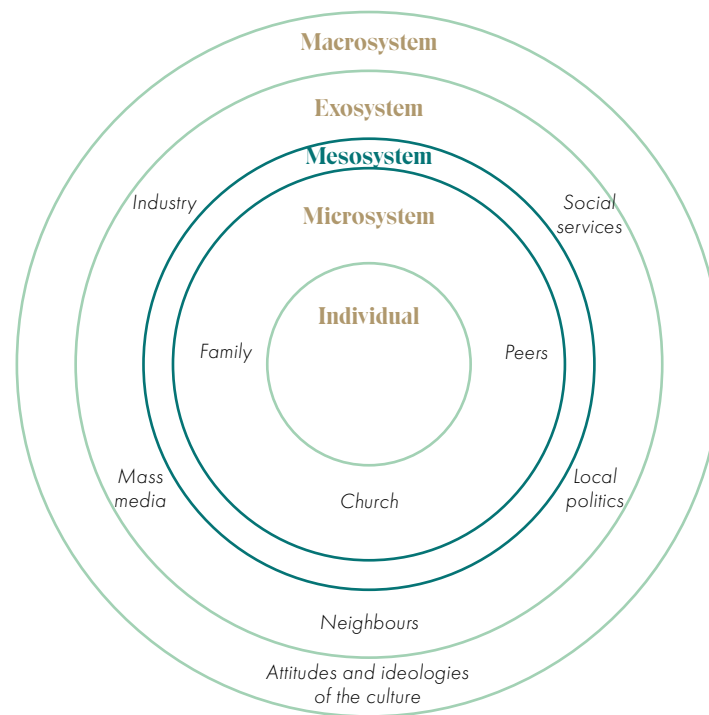 Macrosystem
Exosystem
Mesosystem
Industry
Social
services
Microsystem
Individual
Family
Peers
Mass
media
Local
politics
Church
Neighbours
Attitudes and ideologies
of the culture